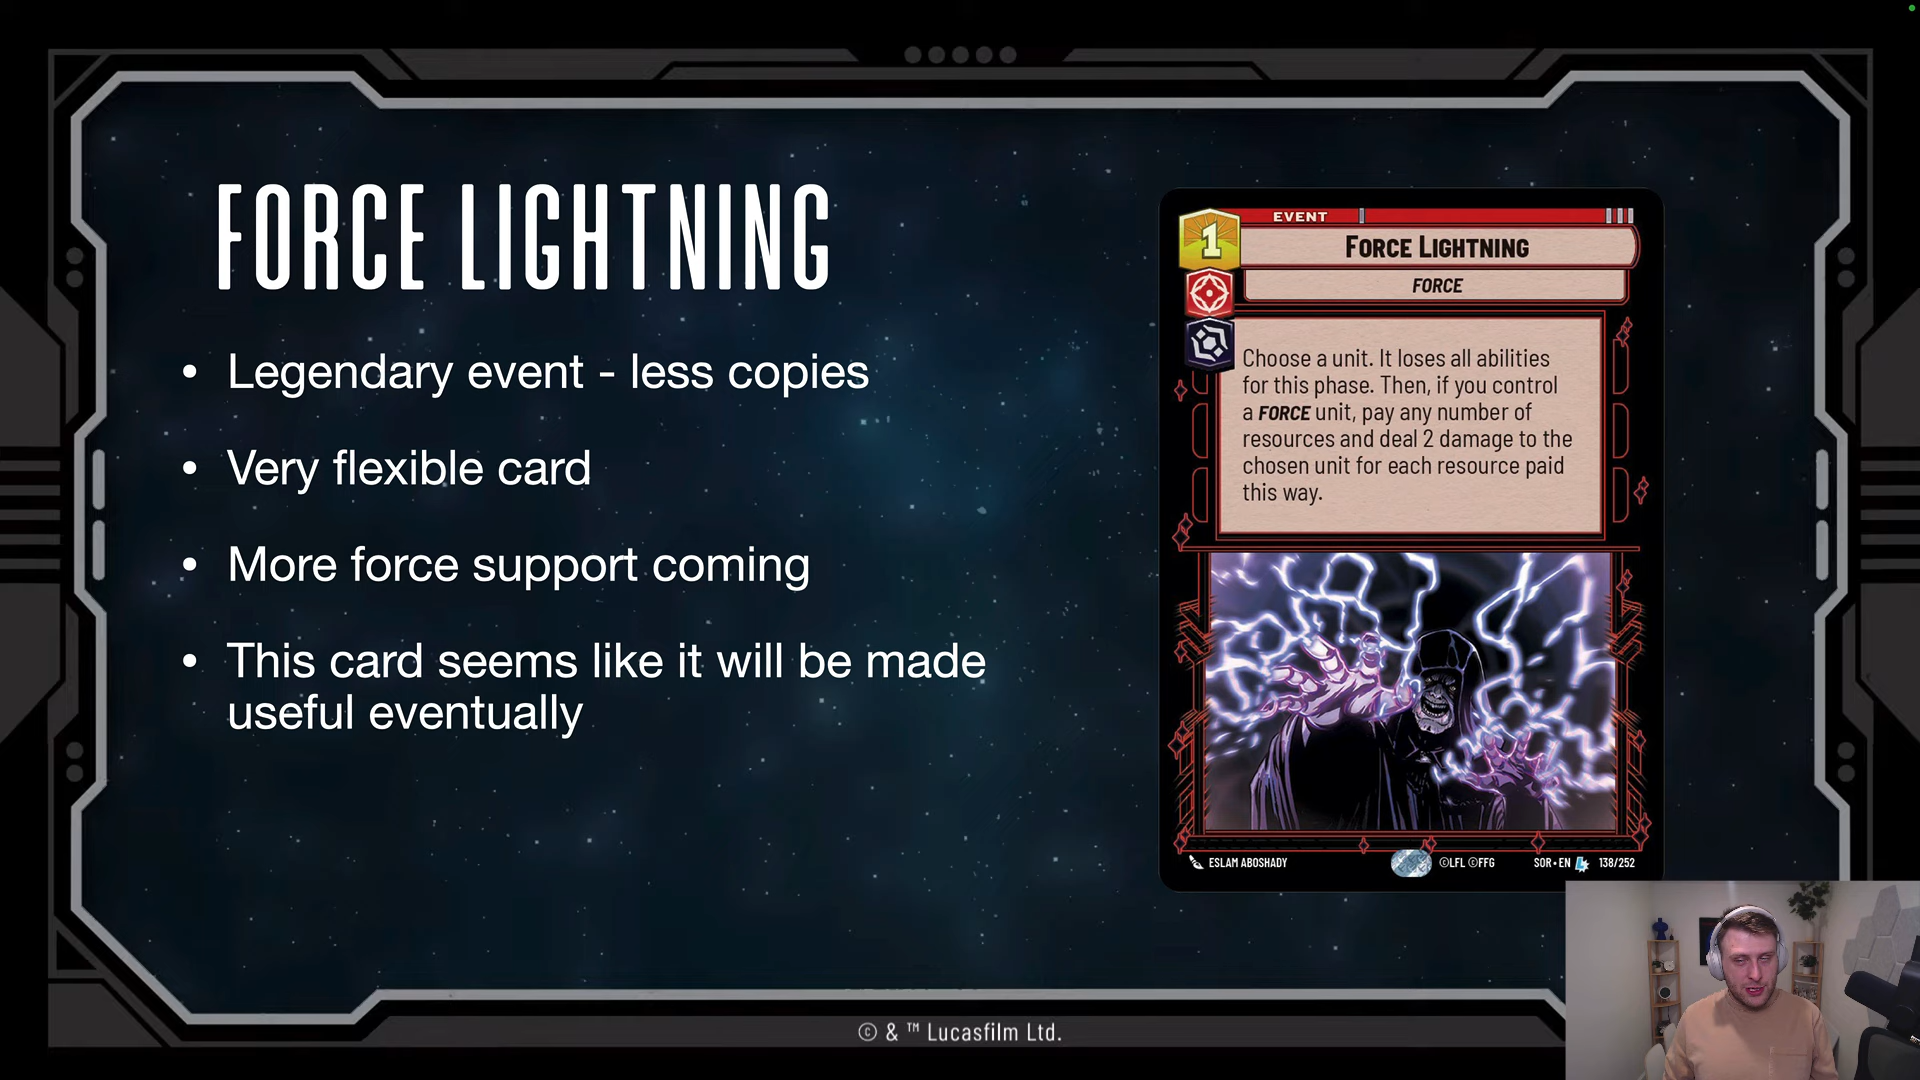 FORCE LIGHTNING
• Legendary event - less copies
• Very flexible card
• More force support coming
• This card seems like it will be made
useful eventually
1
EVENT
FORCE LIGHTNING
FORCE
Choose a unit. It loses all abilities
for this phase. Then, if you control
a FORCE unit, pay any number of
resources and deal 2 damage to the
chosen unit for each resource paid
this way.
ESLAM ABOSHADY
©LFL ©FFG
SOR • EN 138/252
© & ™ Lucasfilm Ltd.